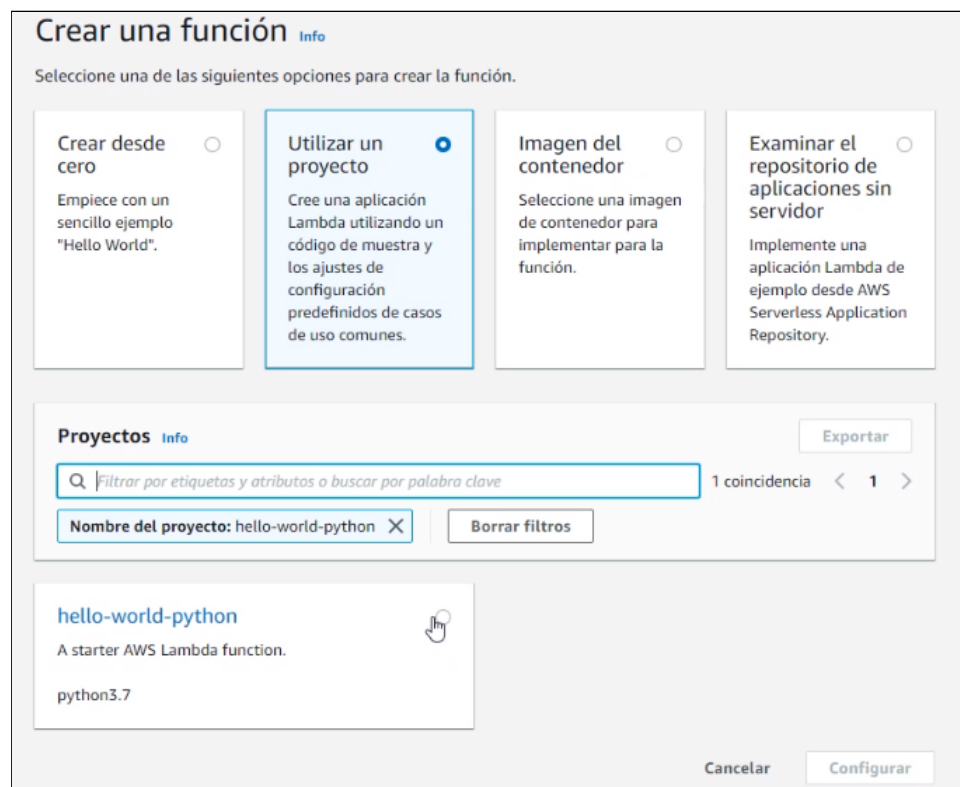 Crear una función Info
Seleccione una de las siguientes opciones para crear la función.
Crear desde
cero
Empiece con un
sencillo ejemplo
"Hello World".
Utilizar un
proyecto
Cree una aplicación
Lambda utilizando un
código de muestra y
los ajustes de
configuración
predefinidos de casos
de uso comunes.
Imagen del
contenedor
Seleccione una imagen
de contenedor para
implementar para la
función.
Examinar el
repositorio de
aplicaciones sin
servidor
Implemente una
aplicación Lambda de
ejemplo desde AWS
Serverless Application
Repository.
Proyectos Info
Exportar
Filtrar por etiquetas y atributos o buscar por palabra clave
1 coincidencia < 1 >
Nombre del proyecto: hello-world-python
Borrar filtros
hello-world-python
A starter AWS Lambda function.
python3.7
Cancelar
Configurar